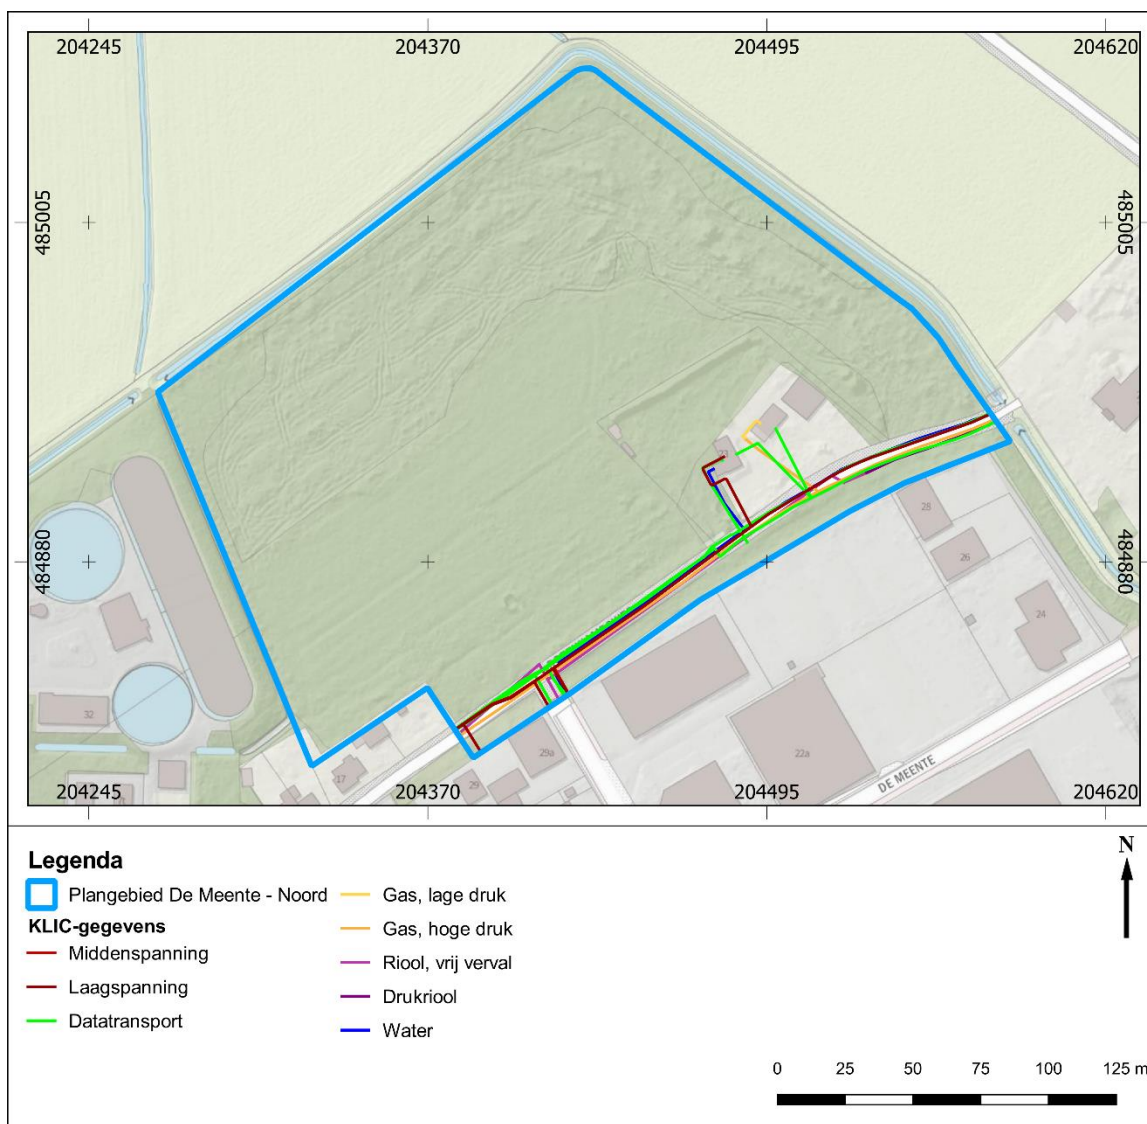 204245 204370 204495 204620
485005 485005
23
28
484880 484880
26
24
32
29a
22a
17
29
DE MEENTE
204245 204370 204495 204620
Legenda
Plangebied De Meente - Noord
KLIC-gegevens
Middenspanning
Laagspanning
Datatransport
Gas, lage druk
Gas, hoge druk
Riool, vrij verval
Drukriool
Water
N
0 25 50 75 100 125 m